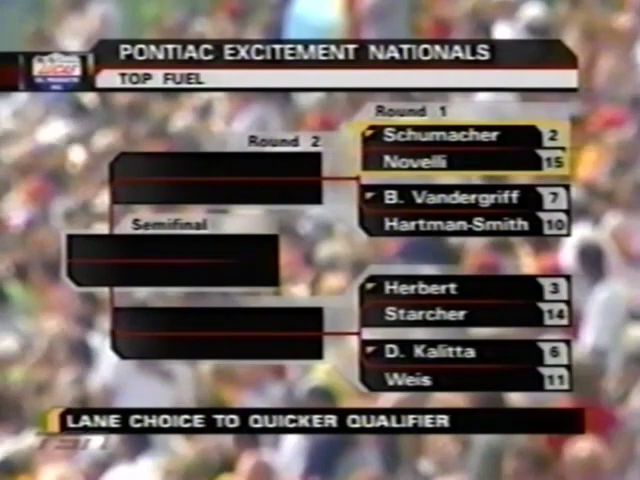 PONTIAC EXCITEMENT NATIONALS
TOP FUEL
Round 1
Schumacher 2
Novelli 15
Round 2
B. Vandergriff 7
Hartman-Smith 10
Semifinal
Herbert 3
Starcher 14
D. Kalitta 6
Weis 11
LANE CHOICE TO QUICKER QUALIFIER